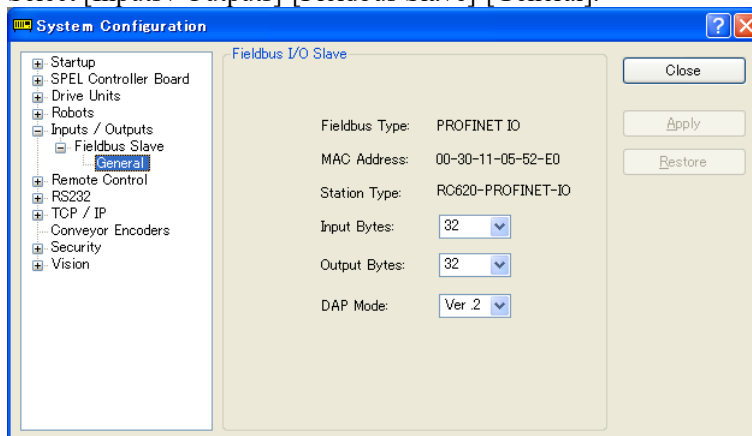 Select [Inputs / Outputs]-[Fieldbus Slave]-[General].
System Configuration
Startup
SPEL Controller Board
Drive Units
Robots
Inputs / Outputs
Fieldbus Slave
General
Remote Control
RS232
TCP / IP
Conveyor Encoders
Security
Vision
Fieldbus I/O Slave
Fieldbus Type: PROFINET IO
MAC Address: 00-30-11-05-52-E0
Station Type: RC620-PROFINET-IO
Input Bytes: 32
Output Bytes: 32
DAP Mode: Ver .2
Close
Apply
Restore